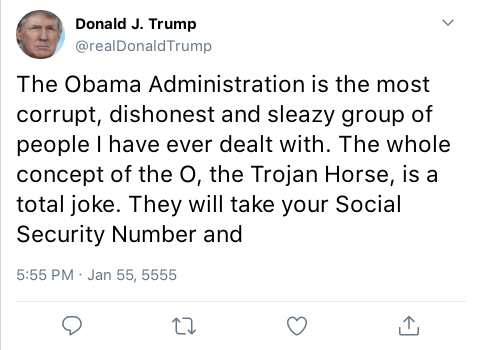 Donald J. Trump
@realDonaldTrump
The Obama Administration is the most
corrupt, dishonest and sleazy group of
people I have ever dealt with. The whole
concept of the O, the Trojan Horse, is a
total joke. They will take your Social
Security Number and
5:55 PM · Jan 55, 5555